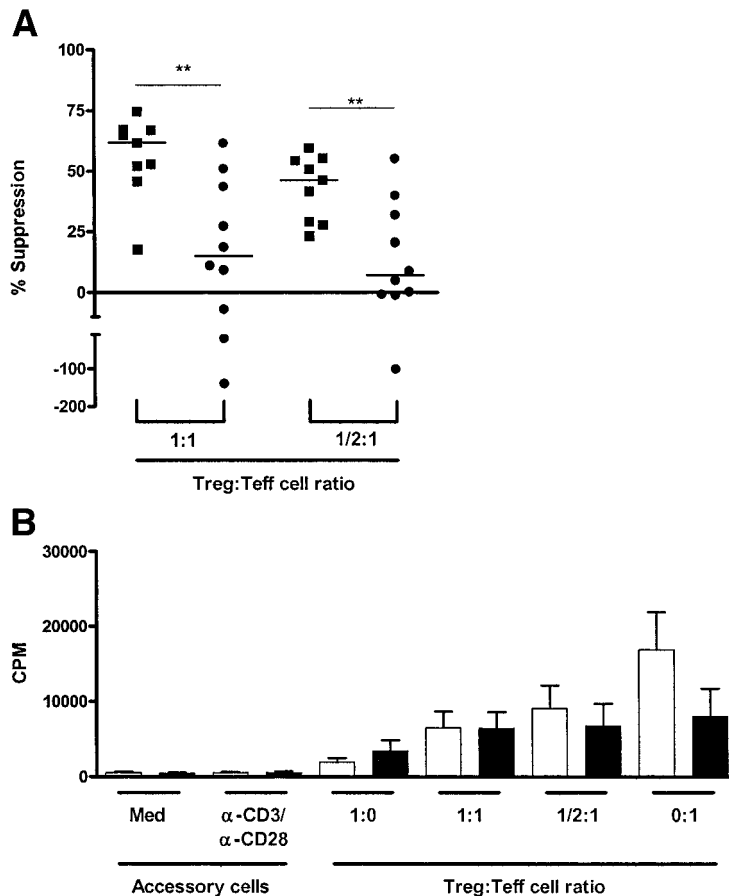 A
100
**
**
75
50
25
0
-100
-200
% Suppression
1:1
1/2:1
Treg:Teff cell ratio
B
30000
20000
10000
0
CPM
Med
α-CD3/
α-CD28
1:0
1:1
1/2:1
0:1
Accessory cells
Treg:Teff cell ratio